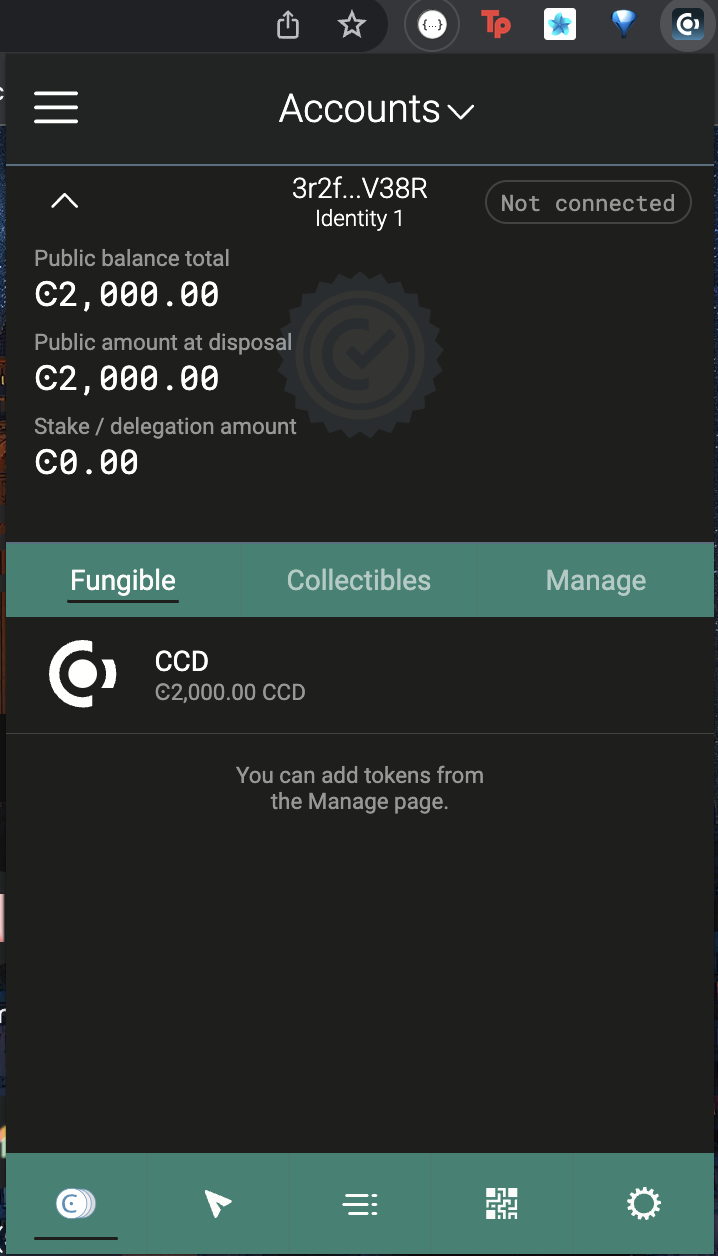 {...}
Tp
Accounts
3r2f...V38R
Identity 1
Not connected
Public balance total
Ͼ2,000.00
Public amount at disposal
Ͼ2,000.00
Stake / delegation amount
Ͼ0.00
Fungible
Collectibles
Manage
CCD
Ͼ2,000.00 CCD
You can add tokens from
the Manage page.